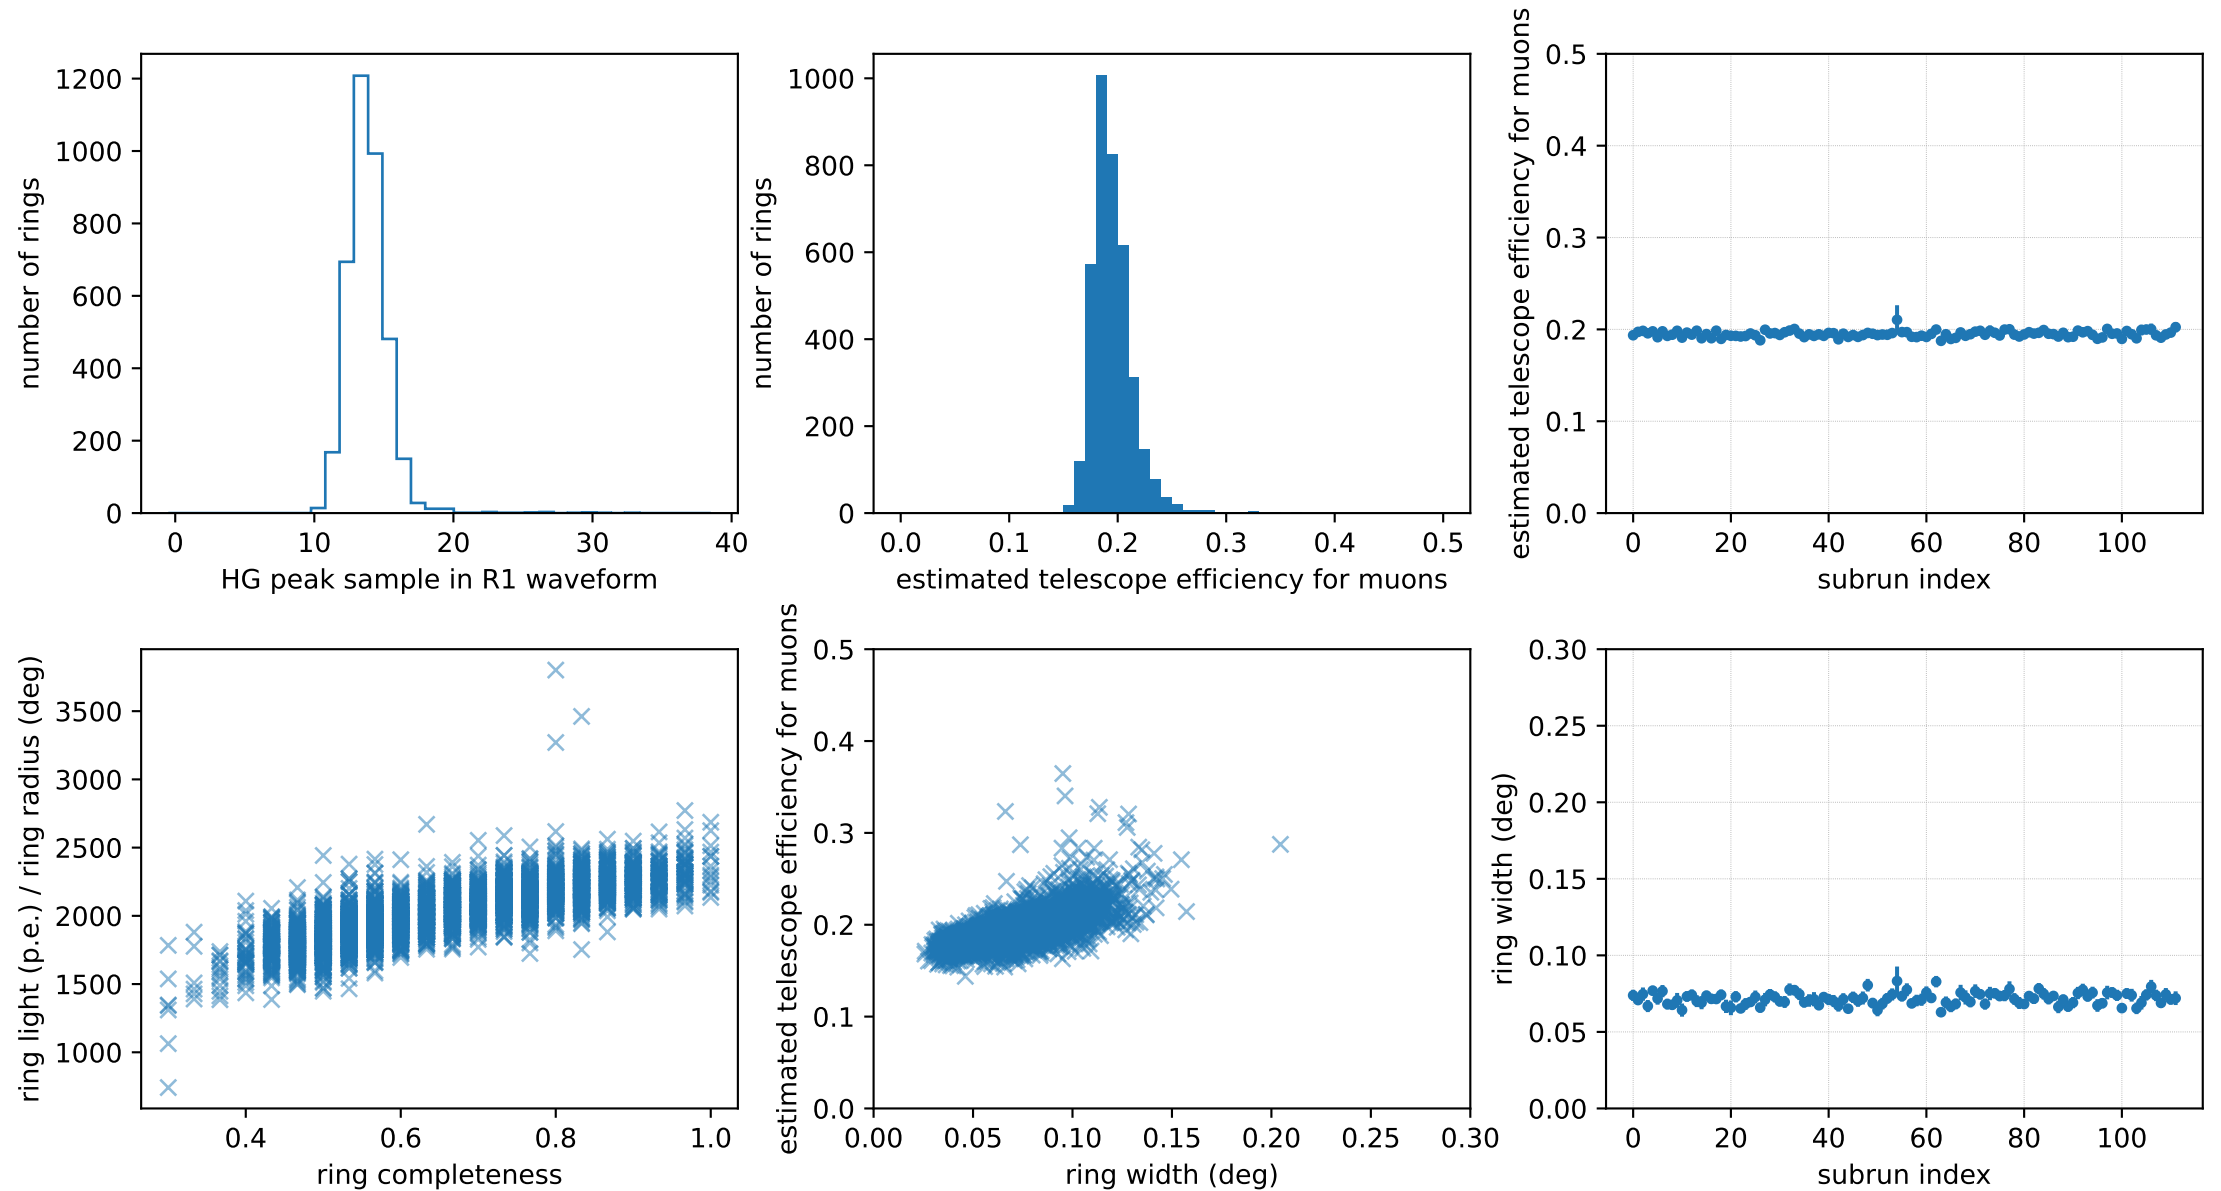 1200
1000
800
600
400
200
0
number of rings
0 10 20 30 40
HG peak sample in R1 waveform
1000
800
600
400
200
0
number of rings
0.0 0.1 0.2 0.3 0.4 0.5
estimated telescope efficiency for muons
0.5
0.4
0.3
0.2
0.1
0.0
estimated telescope efficiency for muons
0 20 40 60 80 100
subrun index
3500
3000
2500
2000
1500
1000
ring light (p.e.) / ring radius (deg)
0.4 0.6 0.8 1.0
ring completeness
0.5
0.4
0.3
0.2
0.1
0.0
estimated telescope efficiency for muons
0.00 0.05 0.10 0.15 0.20 0.25 0.30
ring width (deg)
0.30
0.25
0.20
0.15
0.10
0.05
0.00
ring width (deg)
0 20 40 60 80 100
subrun index